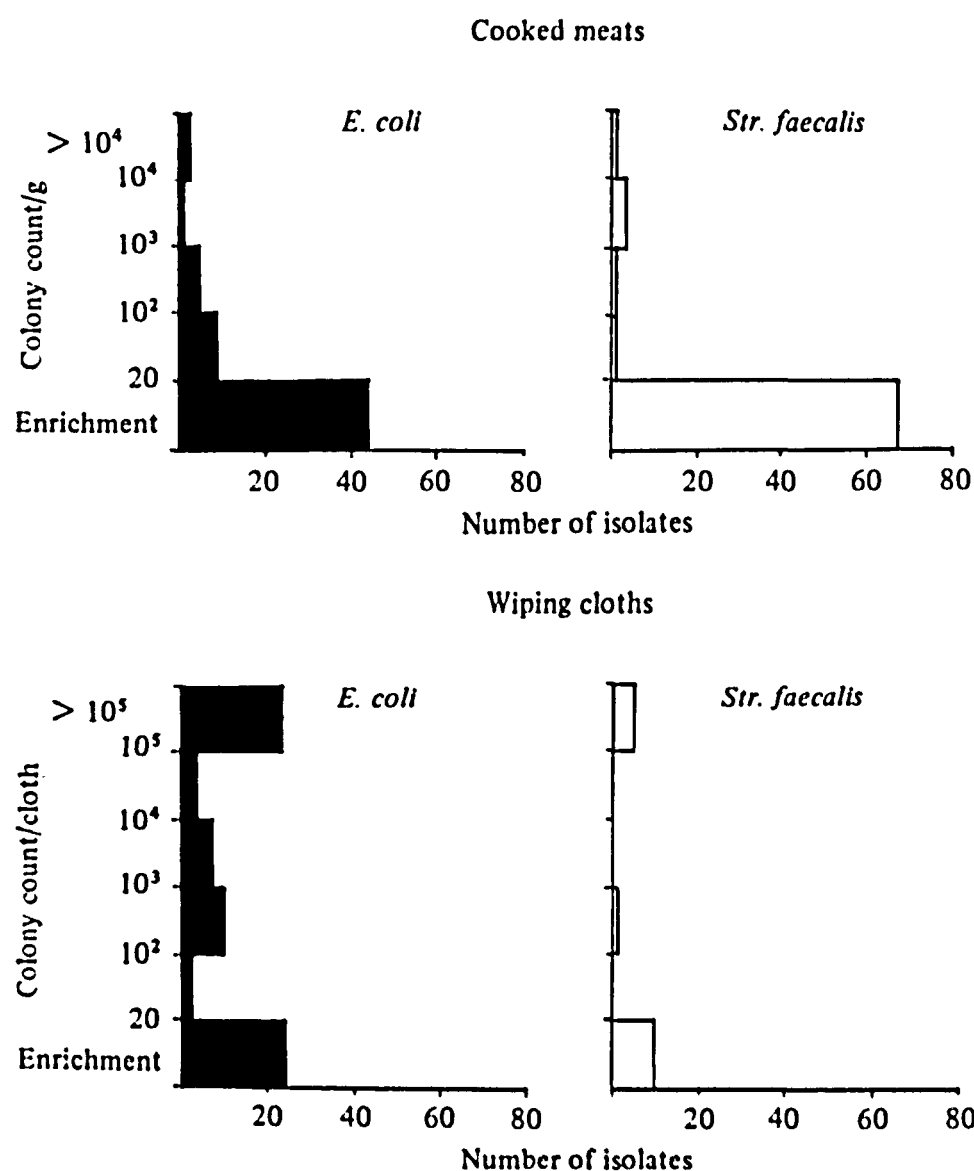 Cooked meats
E. coli
Str. faecalis
> 10⁴
10⁴
10³
10²
20
Enrichment
Colony count/g
20 40 60 80
20 40 60 80
Number of isolates
Wiping cloths
E. coli
Str. faecalis
> 10⁵
10⁵
10⁴
10³
10²
20
Enrichment
Colony count/cloth
20 40 60 80
20 40 60 80
Number of isolates